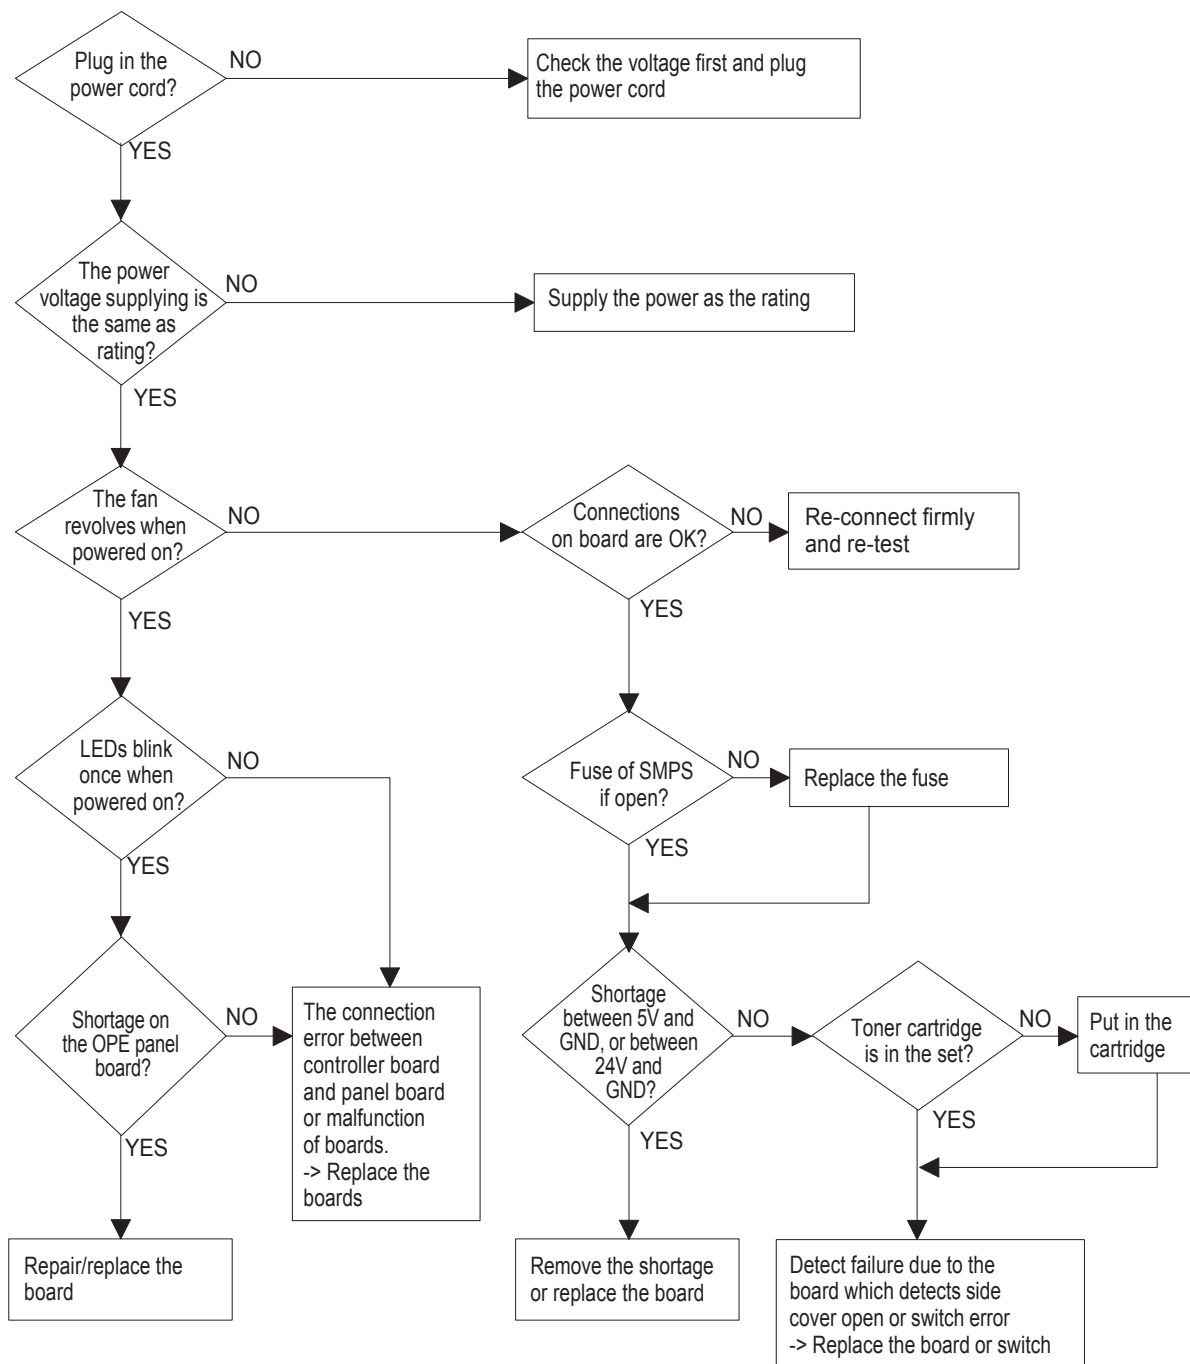 Plug in the
power cord?
NO
Check the voltage first and plug
the power cord
YES
The power
voltage supplying is
the same as
rating?
NO
Supply the power as the rating
YES
The fan
revolves when
powered on?
NO
Connections
on board are OK?
NO
Re-connect firmly
and re-test
YES
YES
LEDs blink
once when
powered on?
NO
Fuse of SMPS
if open?
NO
Replace the fuse
YES
YES
Shortage on
the OPE panel
board?
NO
The connection
error between
controller board
and panel board
or malfunction
of boards.
-> Replace the
boards
Shortage
between 5V and
GND, or between
24V and
GND?
NO
Toner cartridge
is in the set?
NO
Put in the
cartridge
YES
YES
YES
Repair/replace the
board
Remove the shortage
or replace the board
Detect failure due to the
board which detects side
cover open or switch error
-> Replace the board or switch